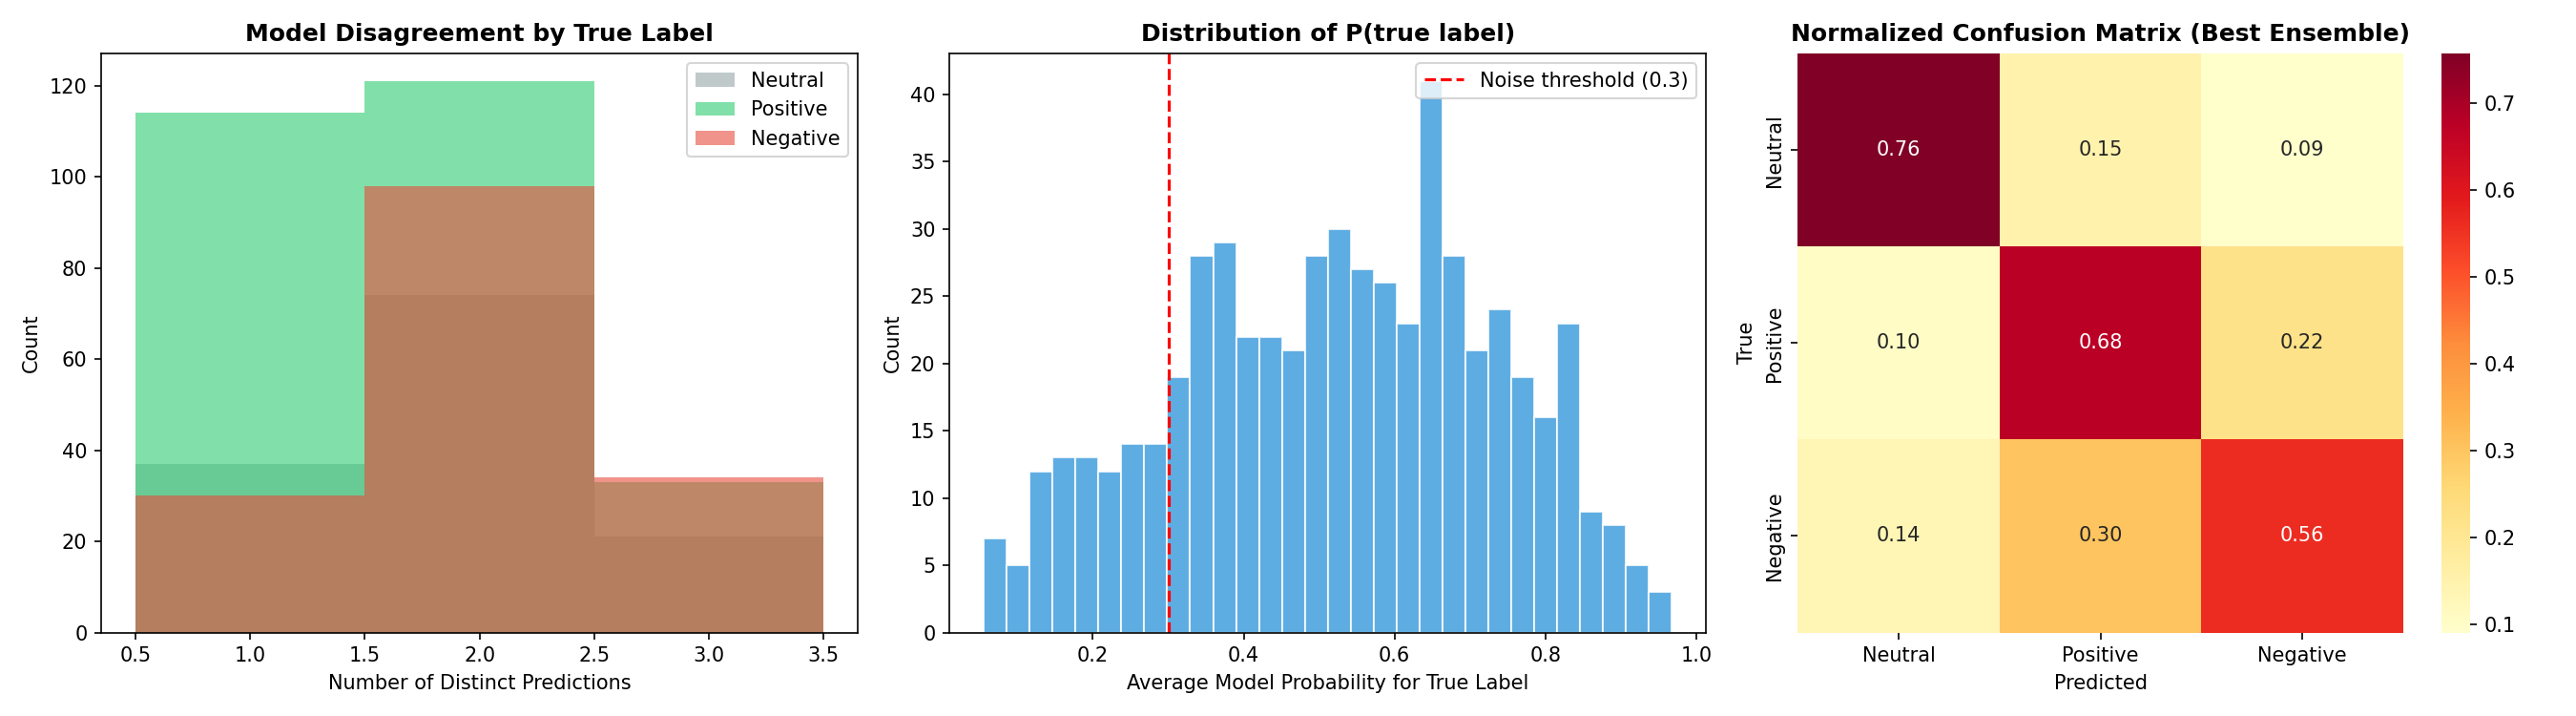 Model Disagreement by True Label
Neutral
Positive
Negative
120
100
80
60
40
20
0
Count
0.5 1.0 1.5 2.0 2.5 3.0 3.5
Number of Distinct Predictions
Distribution of P(true label)
Noise threshold (0.3)
40
35
30
25
20
15
10
5
0
Count
0.2 0.4 0.6 0.8 1.0
Average Model Probability for True Label
Normalized Confusion Matrix (Best Ensemble)
True
Neutral
0.76 0.15 0.09
Positive
0.10 0.68 0.22
Negative
0.14 0.30 0.56
Neutral Positive Negative
Predicted
0.7
0.6
0.5
0.4
0.3
0.2
0.1